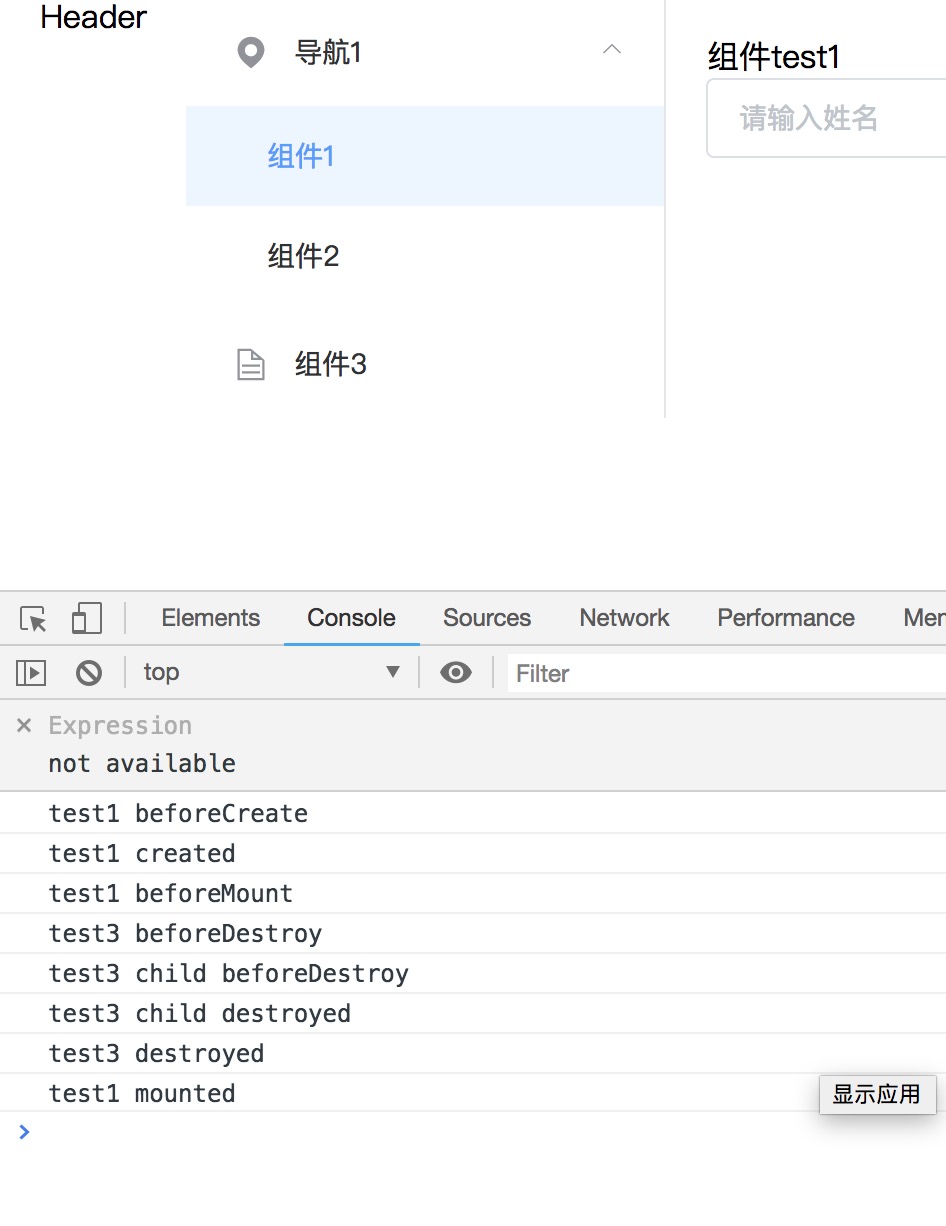 Header
导航1
组件test1
请输入姓名
组件1
组件2
组件3
Elements Console Sources Network Performance Mer
top ▼ Filter
× Expression
not available
test1 beforeCreate
test1 created
test1 beforeMount
test3 beforeDestroy
test3 child beforeDestroy
test3 child destroyed
test3 destroyed
test1 mounted
显示应用
>